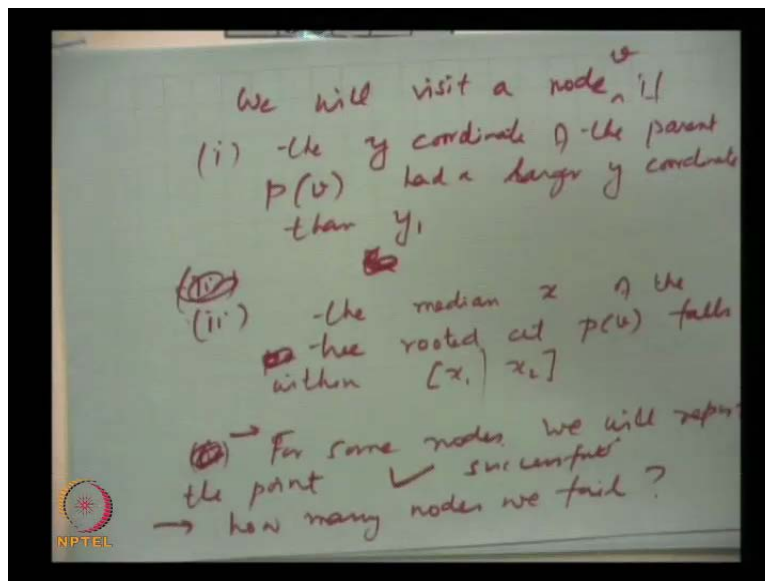 We will visit a node v if
(i) the y coordinate of the parent
p(v) had a larger y coordinate
than y₁
(ii) the median x of the
tree rooted at p(v) falls
within [x₁, x₂]
→ For some nodes we will report
the point ✓ successful
→ how many nodes we fail?
NPTEL